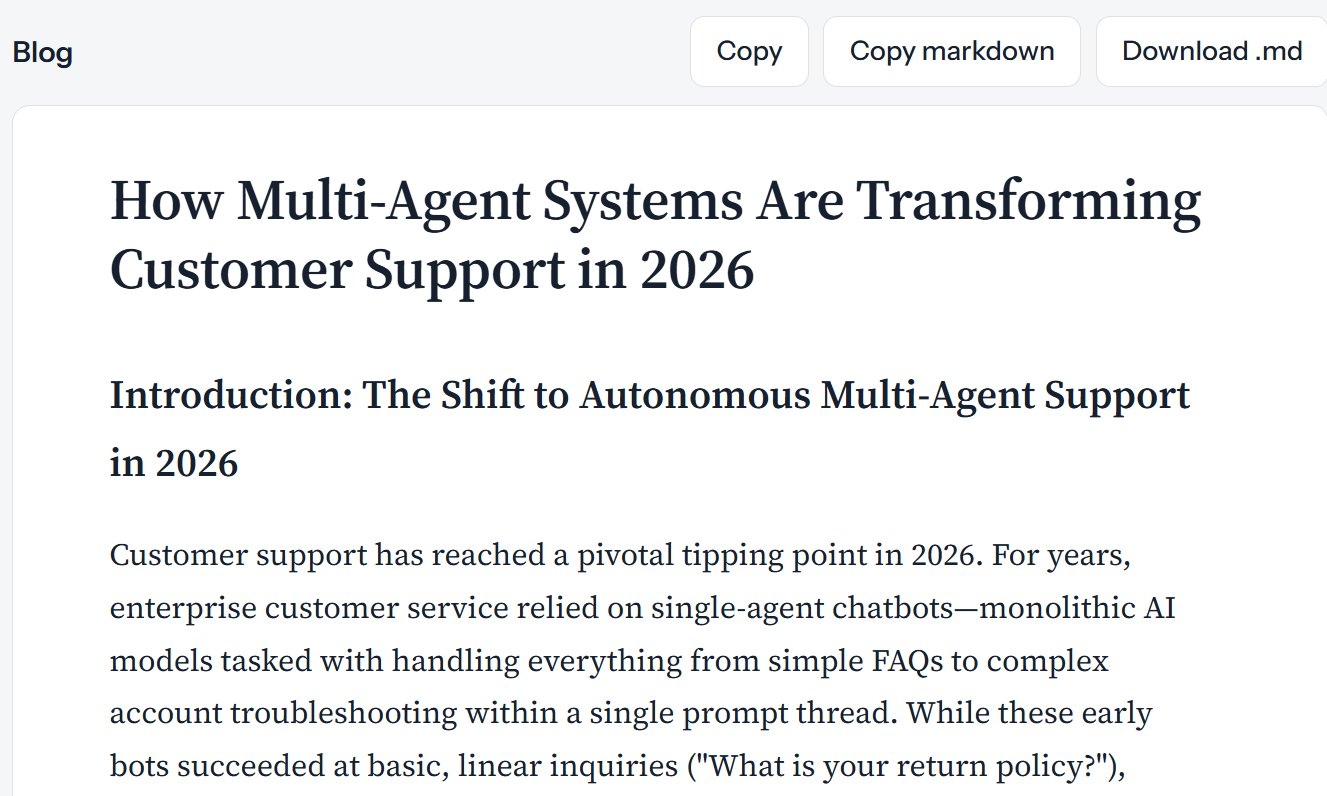 Blog
Copy
Copy markdown
Download .md
How Multi-Agent Systems Are Transforming
Customer Support in 2026
Introduction: The Shift to Autonomous Multi-Agent Support
in 2026
Customer support has reached a pivotal tipping point in 2026. For years,
enterprise customer service relied on single-agent chatbots—monolithic AI
models tasked with handling everything from simple FAQs to complex
account troubleshooting within a single prompt thread. While these early
bots succeeded at basic, linear inquiries ("What is your return policy?"),